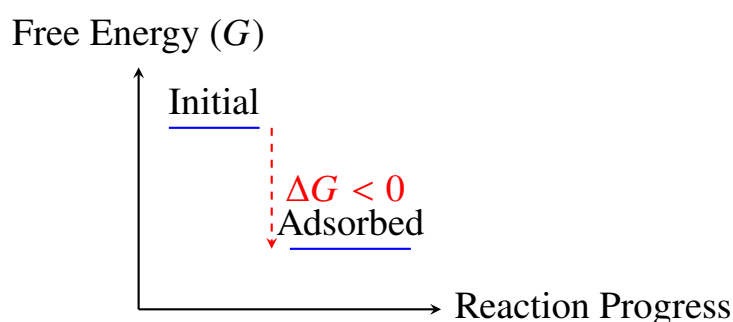 Free Energy (G)
Initial
ΔG < 0
Adsorbed
Reaction Progress